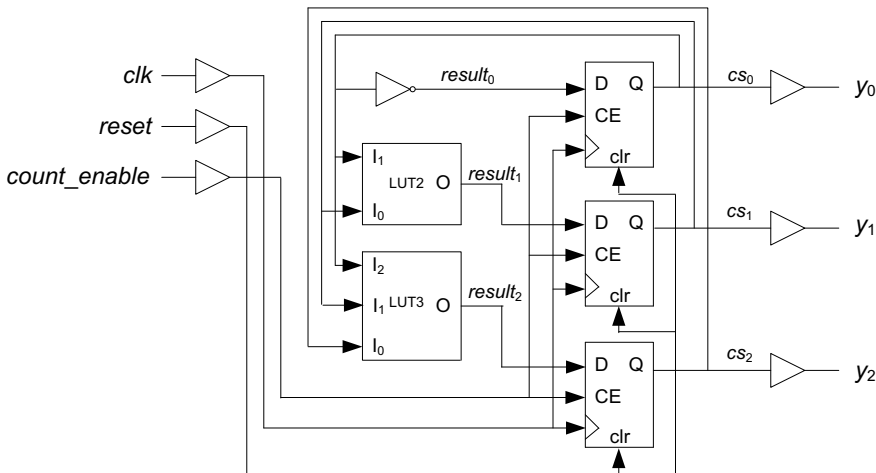 clk
reset
count_enable
result₀
D Q
CE
clr
cs₀
y₀
I₁
LUT2 O
I₀
result₁
D Q
CE
clr
cs₁
y₁
I₂
I₁ LUT3 O
I₀
result₂
D Q
CE
clr
cs₂
y₂